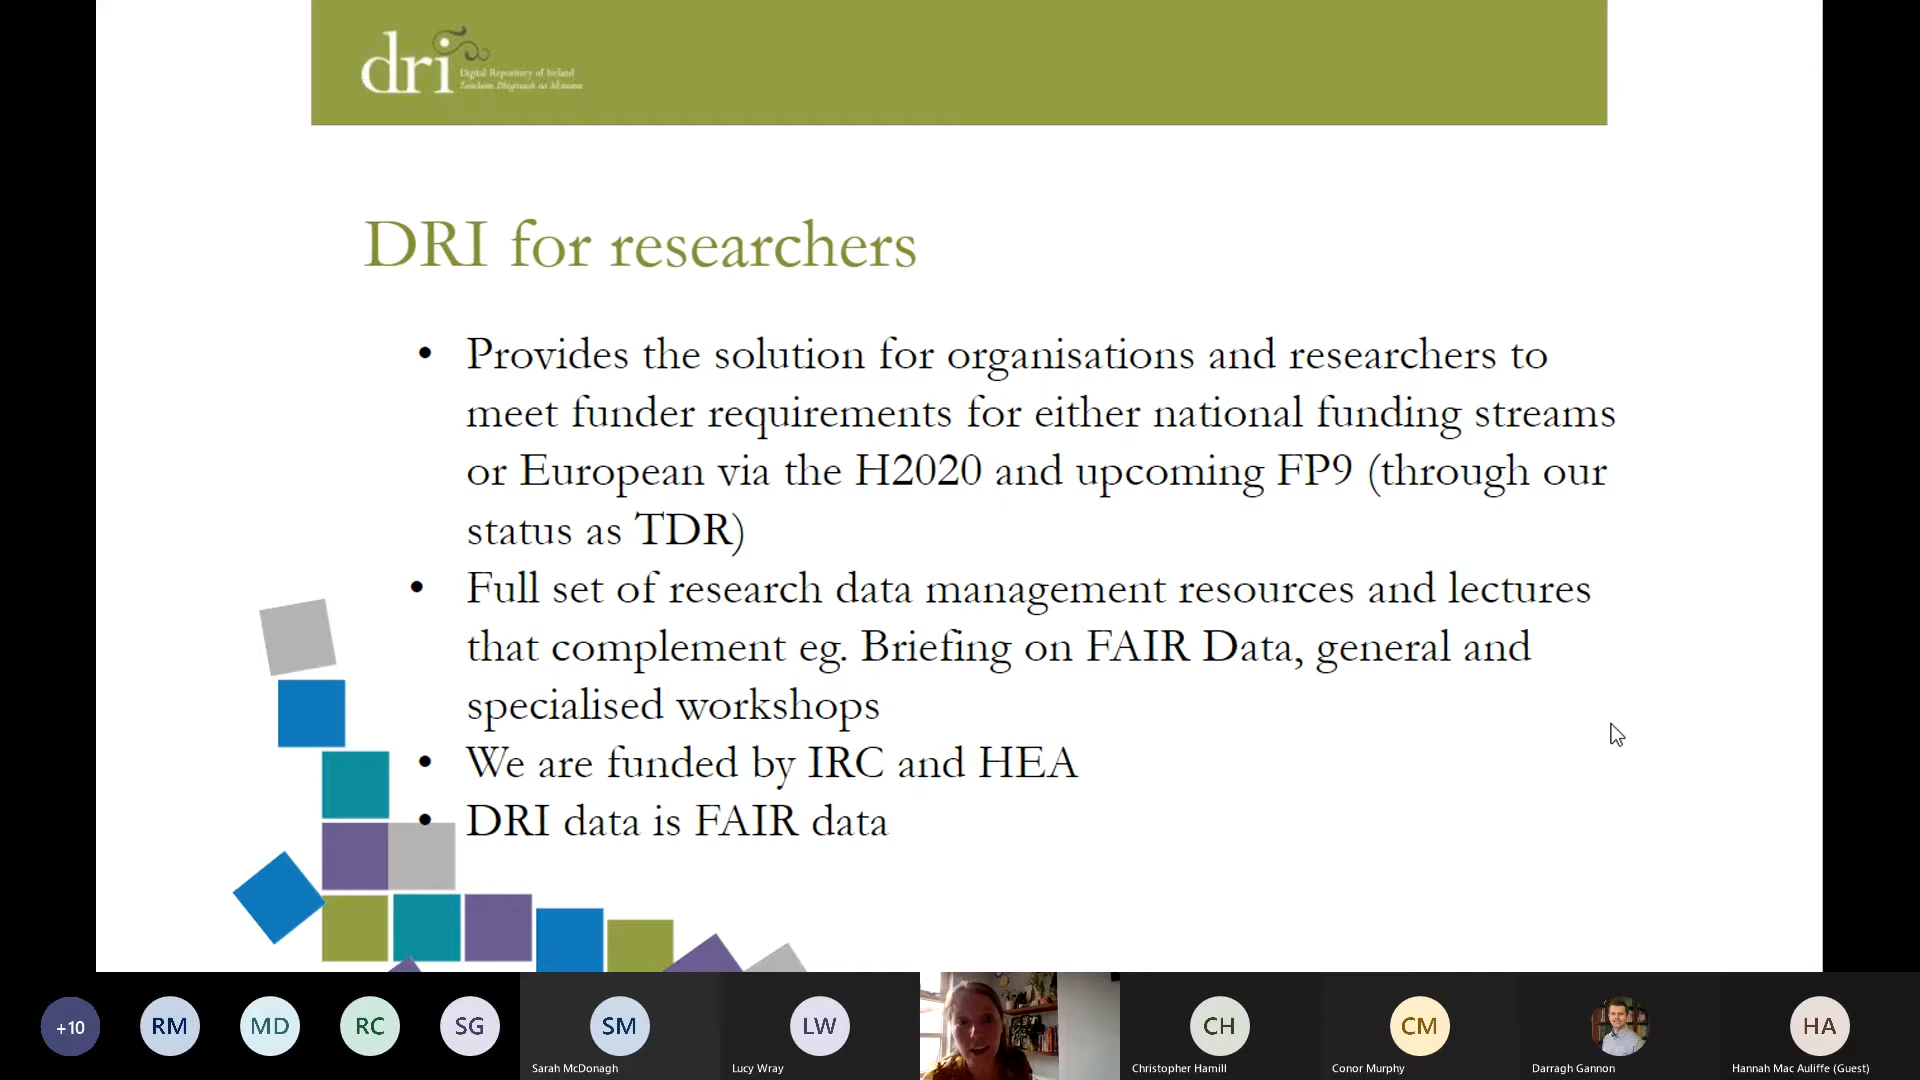 dri
Digital Repository of Ireland
Taisclann Dhigiteach na hÉireann
DRI for researchers
• Provides the solution for organisations and researchers to
meet funder requirements for either national funding streams
or European via the H2020 and upcoming FP9 (through our
status as TDR)
• Full set of research data management resources and lectures
that complement eg. Briefing on FAIR Data, general and
specialised workshops
• We are funded by IRC and HEA
• DRI data is FAIR data
+10
RM
MD
RC
SG
SM
Sarah McDonagh
LW
Lucy Wray
CH
Christopher Hamill
CM
Conor Murphy
Darragh Gannon
HA
Hannah Mac Auliffe (Guest)